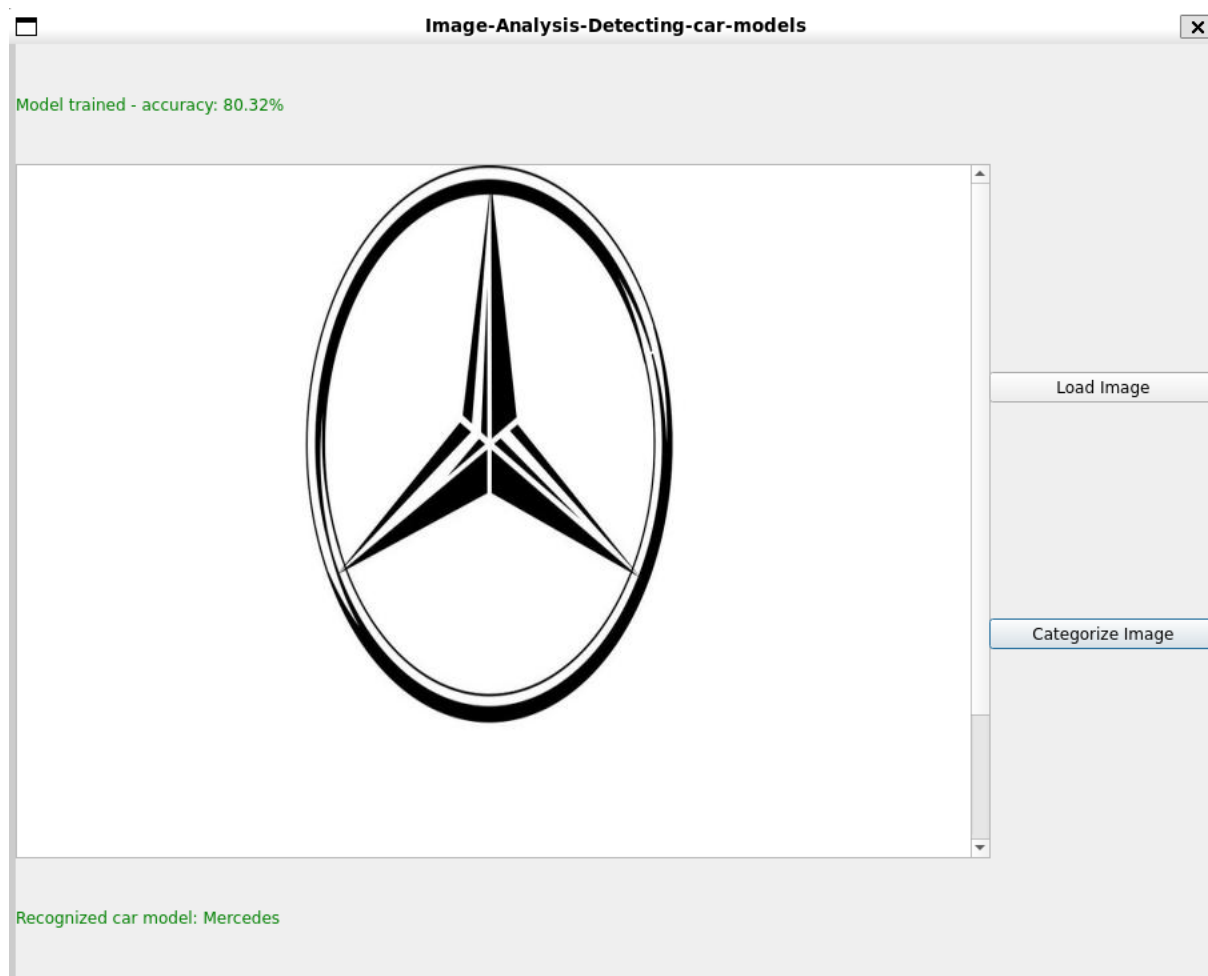 Image-Analysis-Detecting-car-models
Model trained - accuracy: 80.32%
Load Image
Categorize Image
Recognized car model: Mercedes